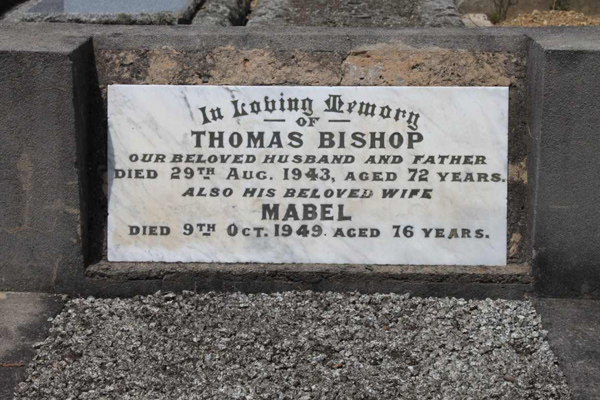 In Loving Memory
OF
THOMAS BISHOP
OUR BELOVED HUSBAND AND FATHER
DIED 29TH AUG. 1943, AGED 72 YEARS.
ALSO HIS BELOVED WIFE
MABEL
DIED 9TH OCT. 1949. AGED 76 YEARS.